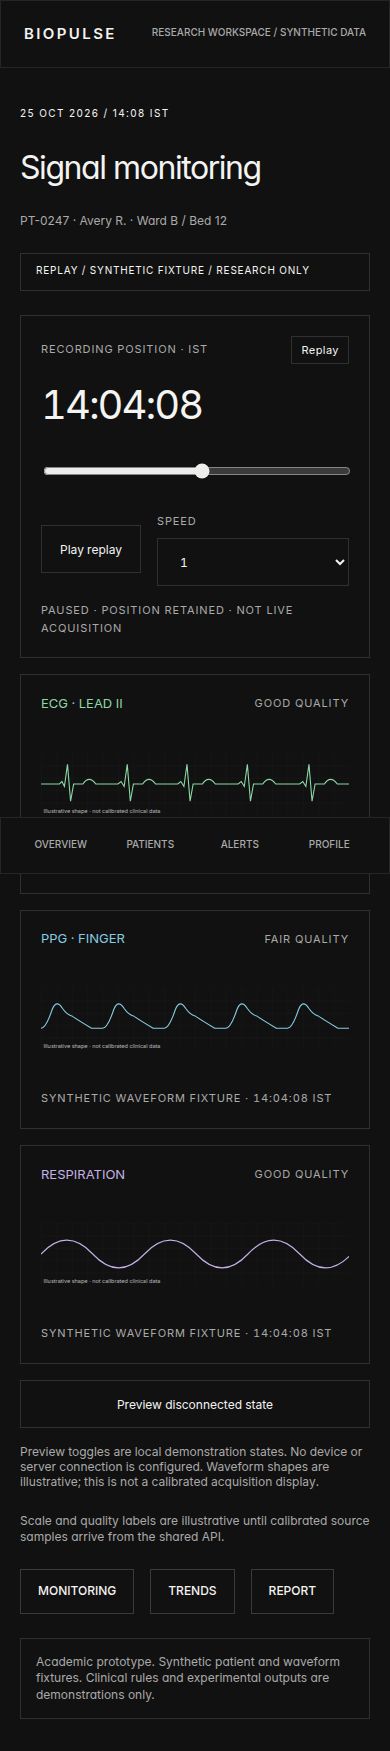 BIOPULSE
RESEARCH WORKSPACE / SYNTHETIC DATA
25 OCT 2026 / 14:08 IST
Signal monitoring
PT-0247 · Avery R. · Ward B / Bed 12
REPLAY / SYNTHETIC FIXTURE / RESEARCH ONLY
RECORDING POSITION · IST
Replay
14:04:08
SPEED
Play replay
1
PAUSED · POSITION RETAINED · NOT LIVE
ACQUISITION
ECG · LEAD II
GOOD QUALITY
Illustrative shape · not calibrated clinical data
OVERVIEW
PATIENTS
ALERTS
PROFILE
PPG · FINGER
FAIR QUALITY
Illustrative shape · not calibrated clinical data
SYNTHETIC WAVEFORM FIXTURE · 14:04:08 IST
RESPIRATION
GOOD QUALITY
Illustrative shape · not calibrated clinical data
SYNTHETIC WAVEFORM FIXTURE · 14:04:08 IST
Preview disconnected state
Preview toggles are local demonstration states. No device or
server connection is configured. Waveform shapes are
illustrative; this is not a calibrated acquisition display.
Scale and quality labels are illustrative until calibrated source
samples arrive from the shared API.
MONITORING
TRENDS
REPORT
Academic prototype. Synthetic patient and waveform
fixtures. Clinical rules and experimental outputs are
demonstrations only.